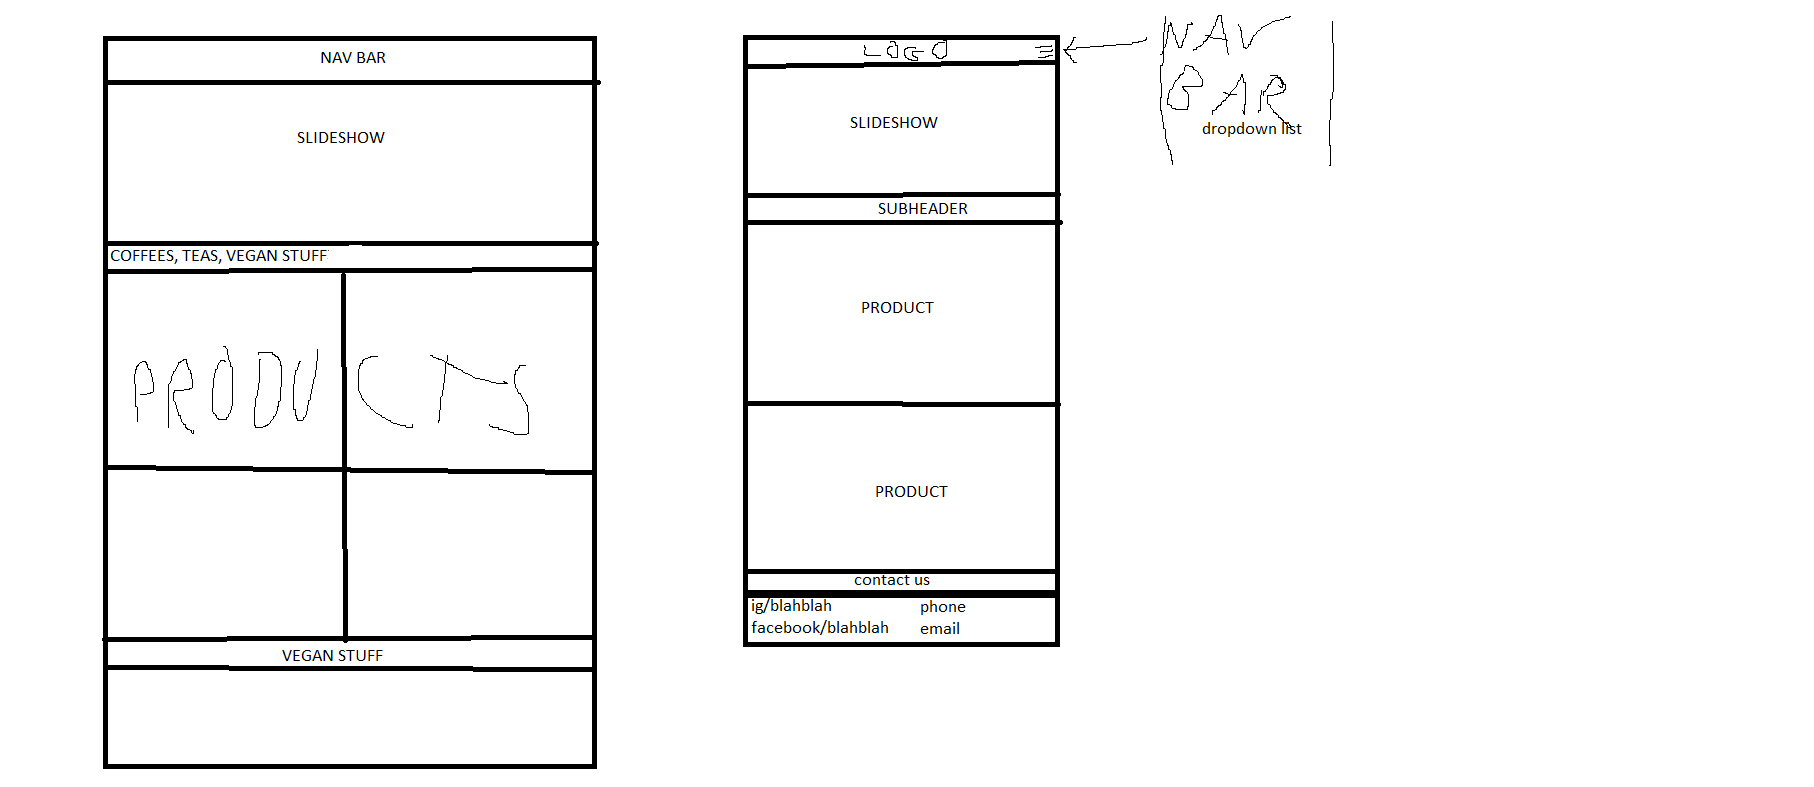 NAV BAR
SLIDESHOW
COFFEES, TEAS, VEGAN STUFF
PRODUCTS
VEGAN STUFF
LOGO
SLIDESHOW
SUBHEADER
PRODUCT
PRODUCT
contact us
ig/blahblah phone
facebook/blahblah email
NAV
BAR
dropdown list